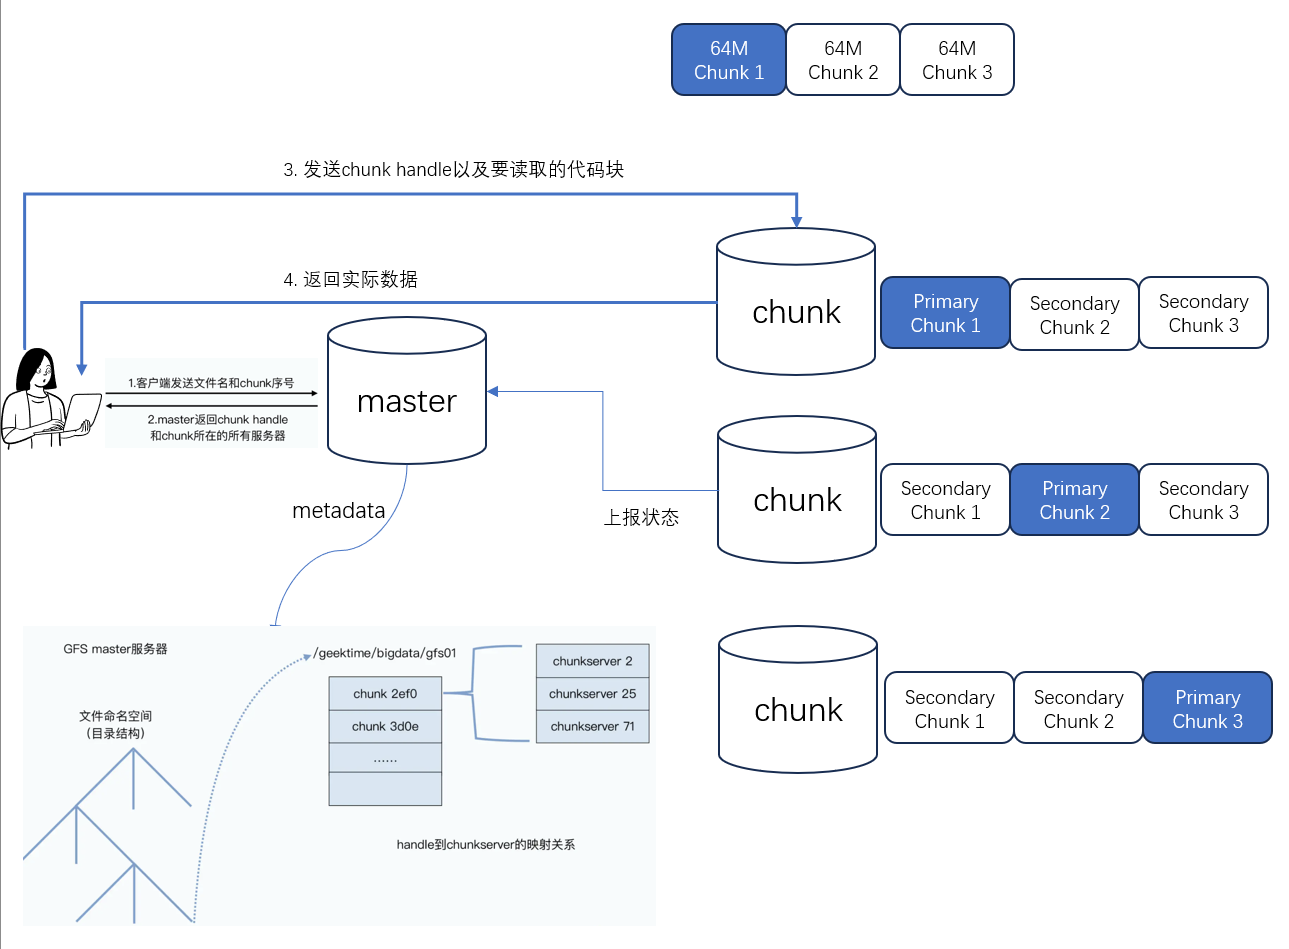 64M
Chunk 1
64M
Chunk 2
64M
Chunk 3
3. 发送chunk handle以及要读取的代码块
4. 返回实际数据
chunk
Primary
Chunk 1
Secondary
Chunk 2
Secondary
Chunk 3
1.客户端发送文件名和chunk序号
2.master返回chunk handle
和chunk所在的所有服务器
master
metadata
上报状态
chunk
Secondary
Chunk 1
Primary
Chunk 2
Secondary
Chunk 3
chunk
Secondary
Chunk 1
Secondary
Chunk 2
Primary
Chunk 3
GFS master服务器
文件命名空间
（目录结构）
/geektime/bigdata/gfs01
chunk 2ef0
chunk 3d0e
......
chunkserver 2
chunkserver 25
chunkserver 71
handle到chunkserver的映射关系